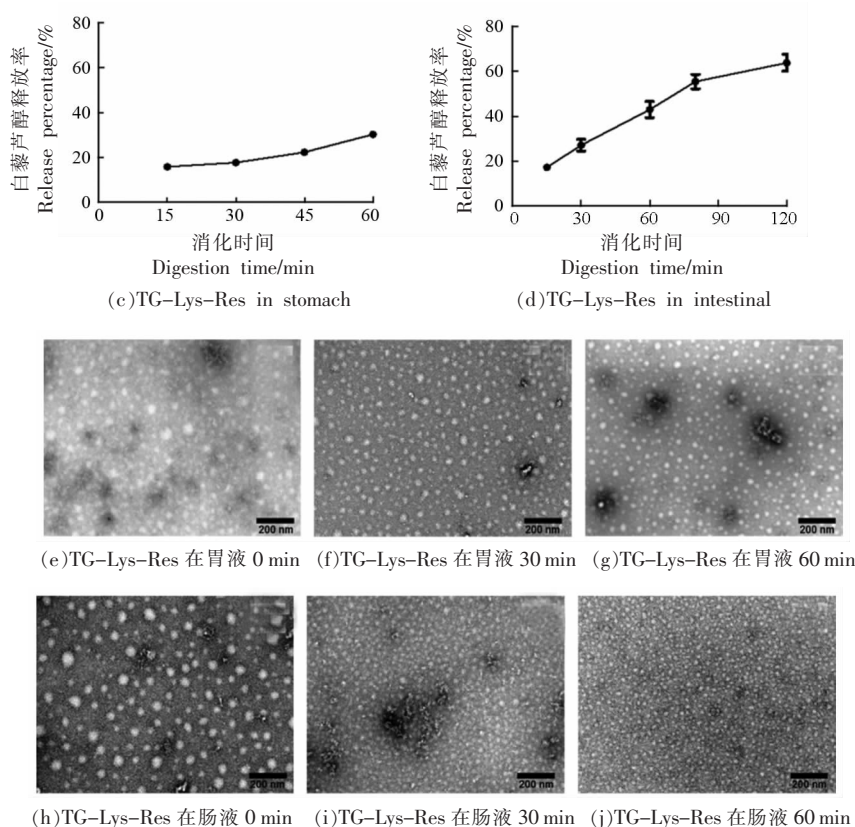 80
60
40
20
0
白藜芦醇释放率
Release percentage/%
0 15 30 45 60
消化时间
Digestion time/min
(c)TG-Lys-Res in stomach
80
60
40
20
0
白藜芦醇释放率
Release percentage/%
0 30 60 90 120
消化时间
Digestion time/min
(d)TG-Lys-Res in intestinal
200 nm
200 nm
200 nm
(e)TG-Lys-Res 在胃液 0 min (f)TG-Lys-Res 在胃液 30 min (g)TG-Lys-Res 在胃液 60 min
200 nm
200 nm
200 nm
(h)TG-Lys-Res 在肠液 0 min (i)TG-Lys-Res 在肠液 30 min (j)TG-Lys-Res 在肠液 60 min